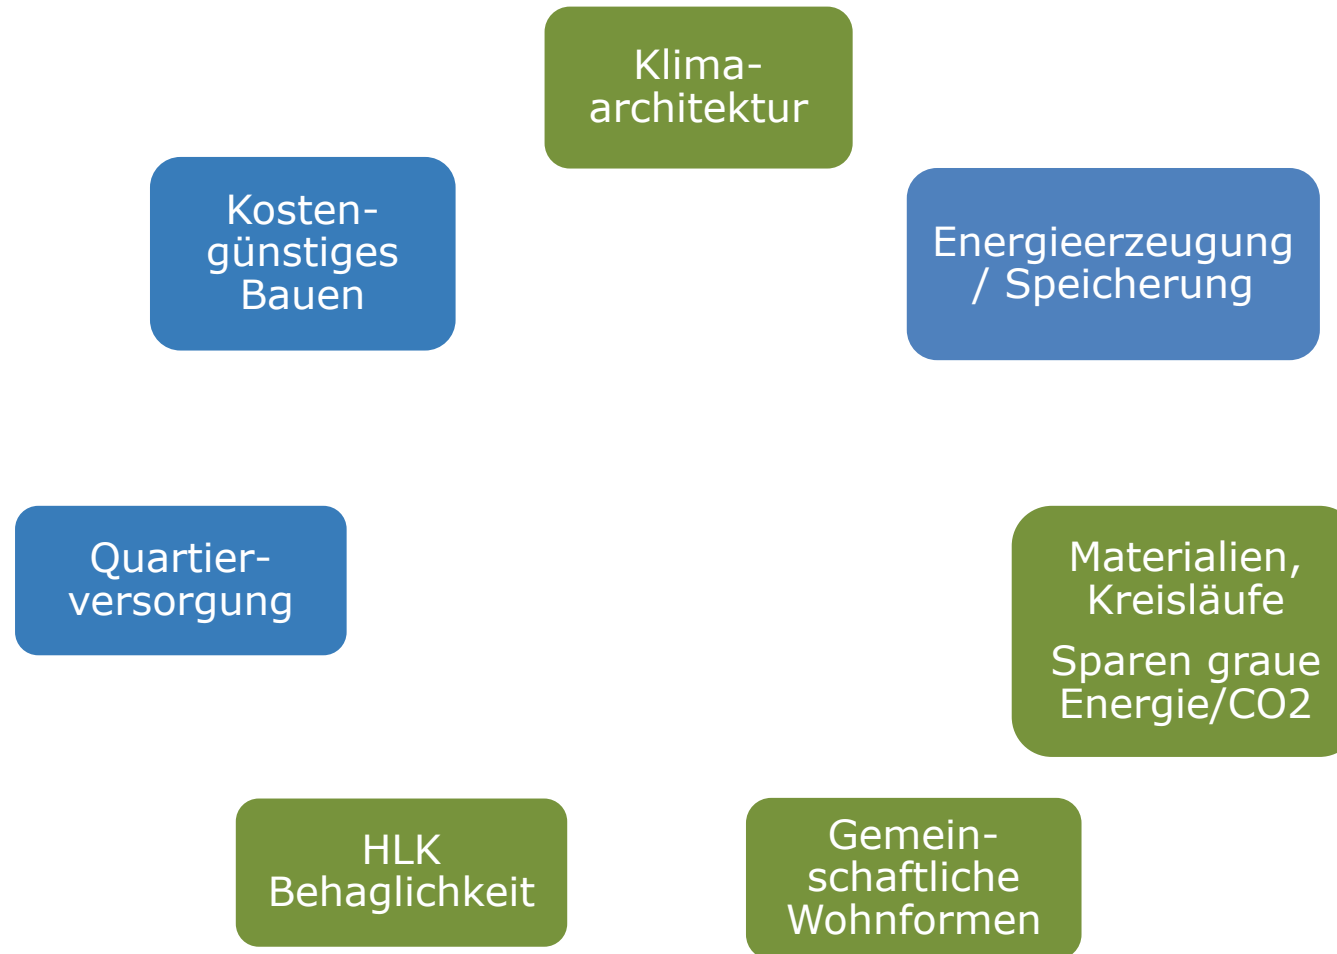 Klima-
architektur
Kosten-
günstiges
Bauen
Energieerzeugung
/ Speicherung
Quartier-
versorgung
Materialien,
Kreisläufe
Sparen graue
Energie/CO2
HLK
Behaglichkeit
Gemein-
schaftliche
Wohnformen